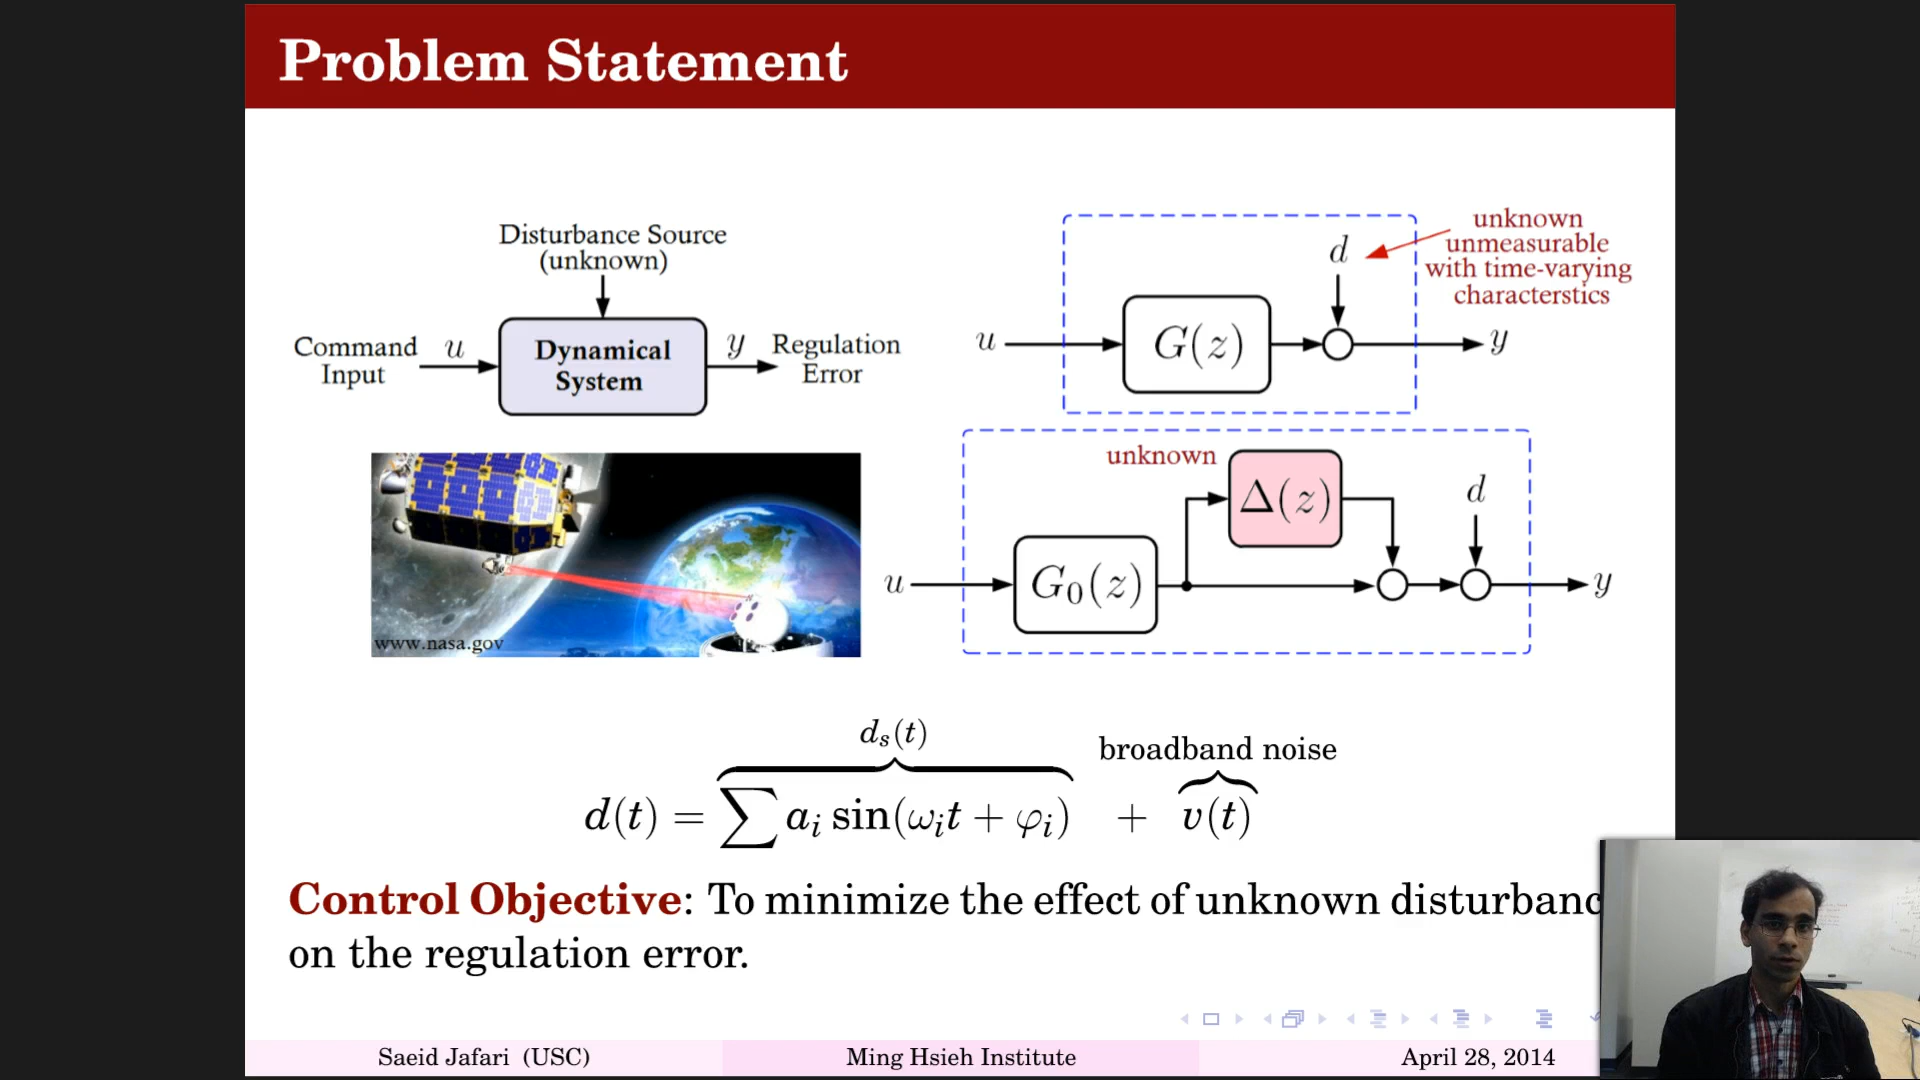 Problem Statement
Disturbance Source
(unknown)
Command
Input
u
Dynamical
System
y
Regulation
Error
www.nasa.gov
unknown
unmeasurable
with time-varying
characterstics
d
u
G(z)
y
unknown
Δ(z)
d
u
G₀(z)
y
d_s(t)
broadband noise
d(t) = ∑ a_i sin(ω_i t + φ_i) + v(t)
Control Objective: To minimize the effect of unknown disturbanc
on the regulation error.
Saeid Jafari (USC)
Ming Hsieh Institute
April 28, 2014